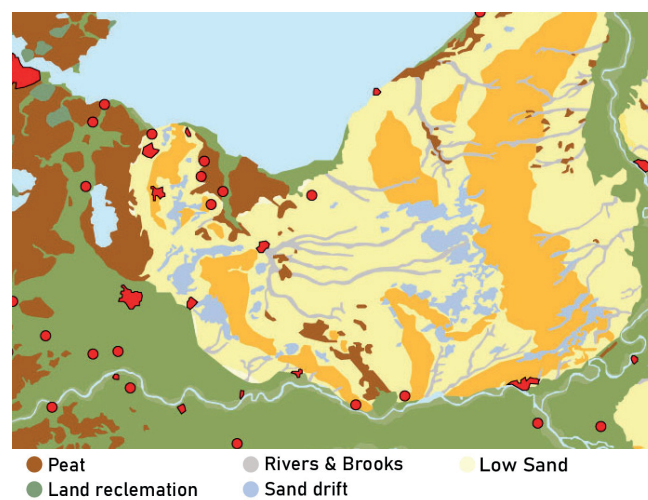 Peat
Rivers & Brooks
Low Sand
Land reclemation
Sand drift